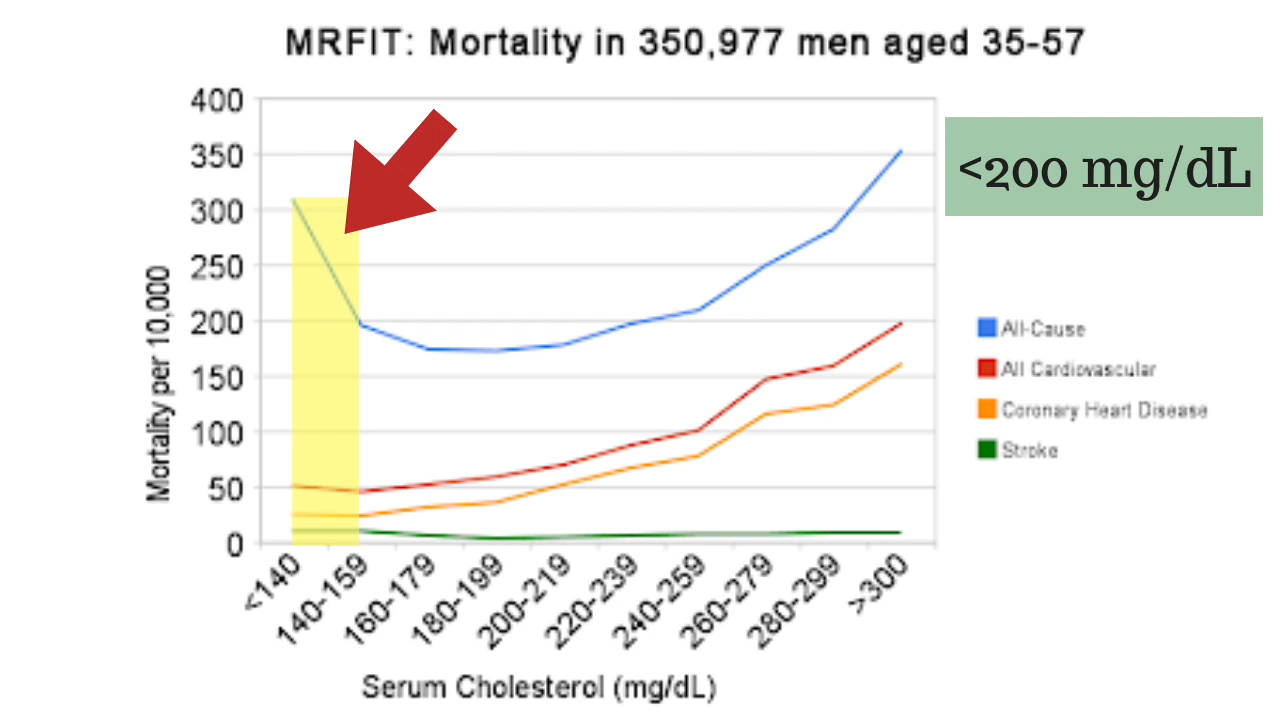 MRFIT: Mortality in 350,977 men aged 35-57
<200 mg/dL
Mortality per 10,000
400
350
300
250
200
150
100
50
0
<140
140-159
160-179
180-199
200-219
220-239
240-259
260-279
280-299
>300
Serum Cholesterol (mg/dL)
All-Cause
All Cardiovascular
Coronary Heart Disease
Stroke